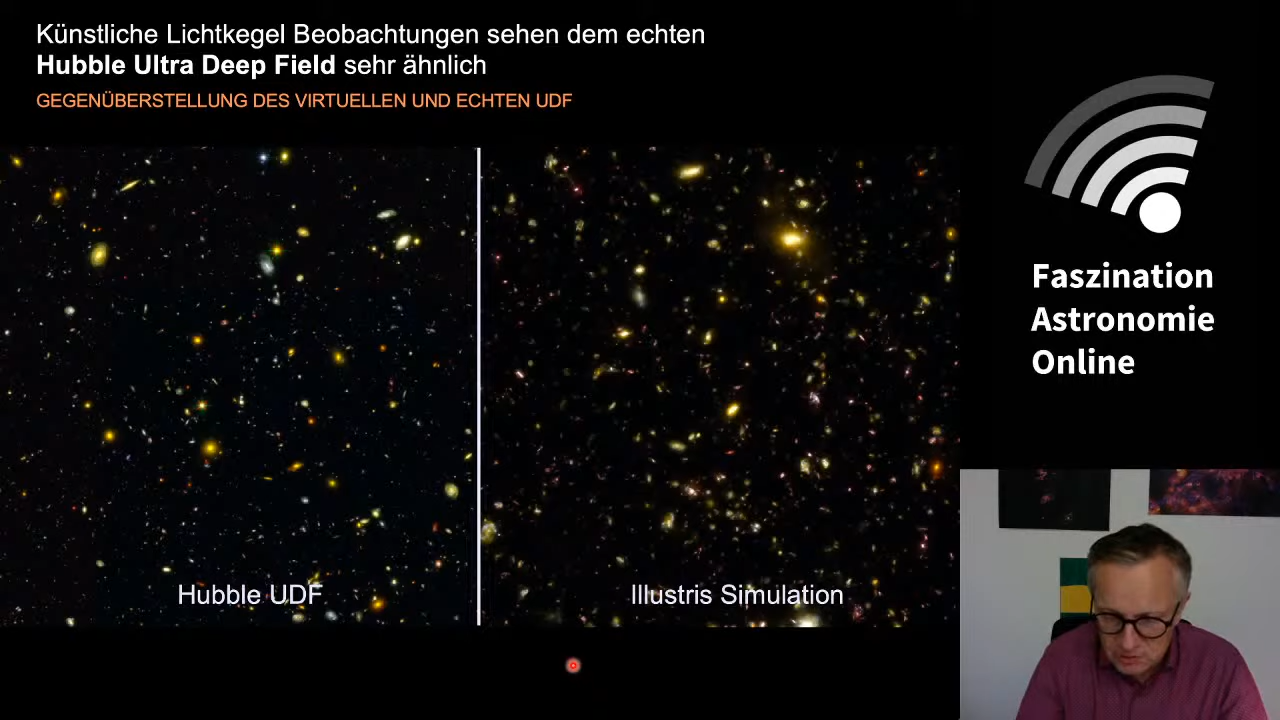 Künstliche Lichtkegel Beobachtungen sehen dem echten
Hubble Ultra Deep Field sehr ähnlich
GEGENÜBERSTELLUNG DES VIRTUELLEN UND ECHTEN UDF
Hubble UDF
Illustris Simulation
Faszination
Astronomie
Online